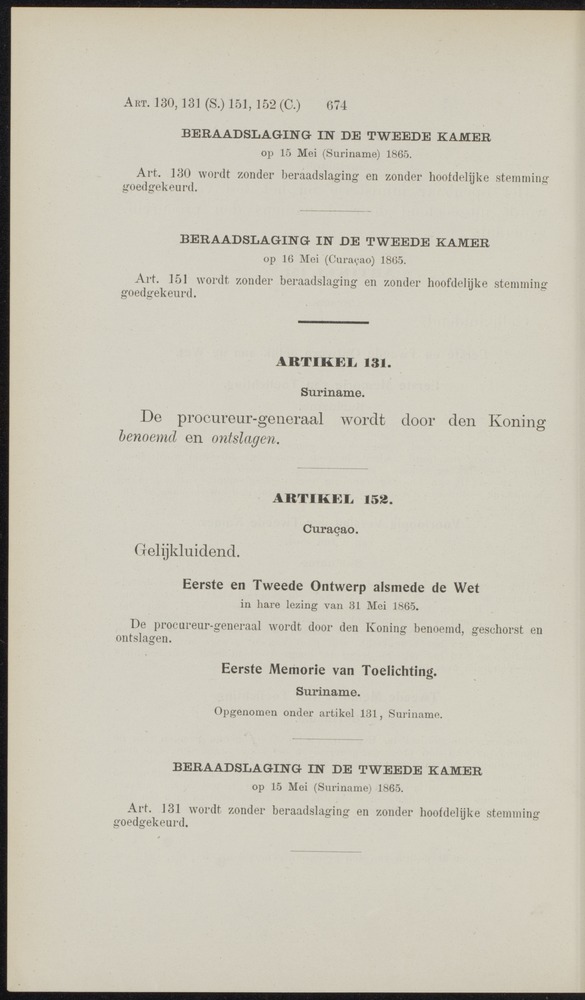 ART. 130, 131 (S.) 151, 152 (C.) 674
BERAADSLAGING IN DE TWEEDE KAMER
op 15 Mei (Suriname) 1865.
Art. 130 wordt zonder beraadslaging en zonder hoofdelijke stemming
goedgekeurd.
BERAADSLAGING IN DE TWEEDE KAMER
op 16 Mei (Curaçao) 1865.
Art. 151 wordt zonder beraadslaging en zonder hoofdelijke stemming
goedgekeurd.
ARTIKEL 131.
Suriname.
De procureur-generaal wordt door den Koning
benoemd en ontslagen.
ARTIKEL 152.
Curaçao.
Gelijkluidend.
Eerste en Tweede Ontwerp alsmede de Wet
in hare lezing van 31 Mei 1865.
De procureur-generaal wordt door den Koning benoemd, geschorst en
ontslagen.
Eerste Memorie van Toelichting.
Suriname.
Opgenomen onder artikel 131, Suriname.
BERAADSLAGING IN DE TWEEDE KAMER
op 15 Mei (Suriname) 1865.
Art. 131 wordt zonder beraadslaging en zonder hoofdelijke stemming
goedgekeurd.